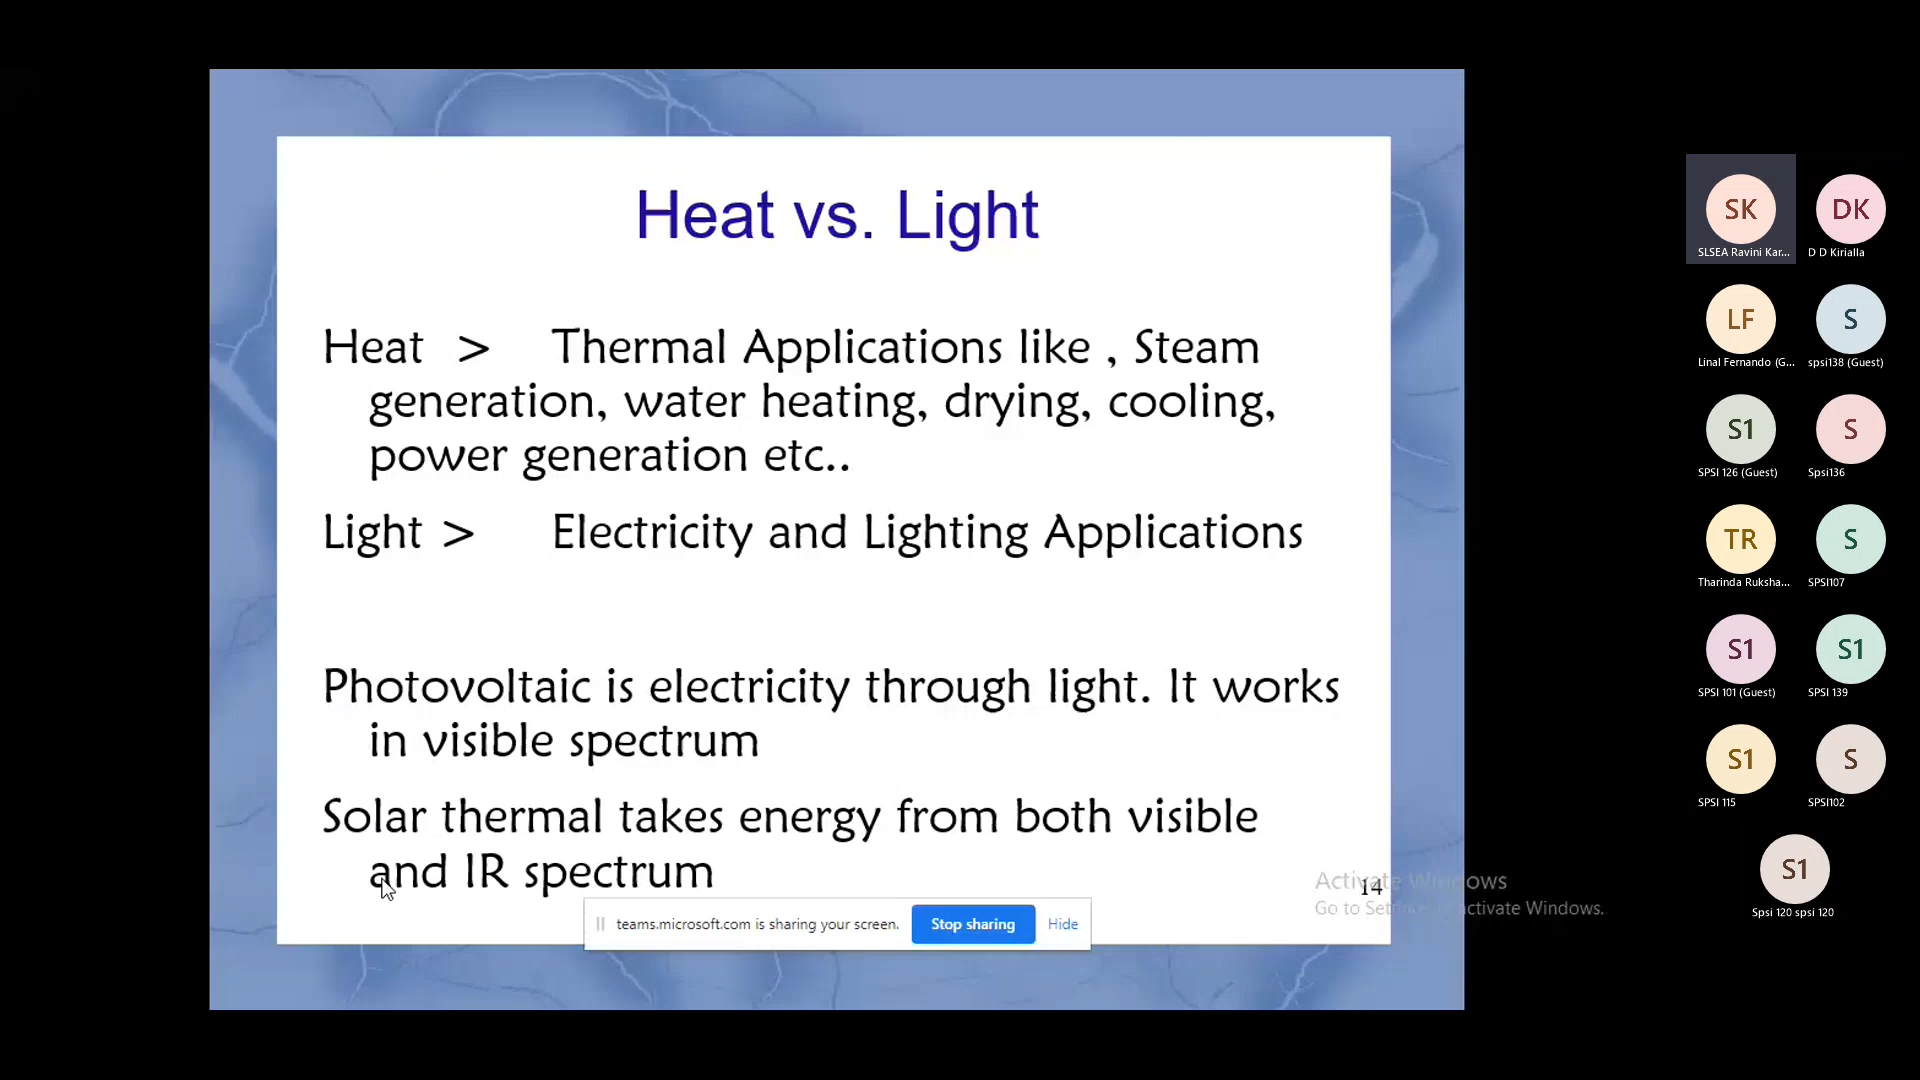 Heat vs. Light
Heat > Thermal Applications like , Steam
generation, water heating, drying, cooling,
power generation etc..
Light > Electricity and Lighting Applications
Photovoltaic is electricity through light. It works
in visible spectrum
Solar thermal takes energy from both visible
and IR spectrum
14
Activate Windows
Go to Settings to activate Windows.
teams.microsoft.com is sharing your screen.
Stop sharing
Hide
SK
SLSEA Ravini Kar...
DK
D D Kirialla
LF
Linal Fernando (G...
S
spsi138 (Guest)
S1
SPSI 126 (Guest)
S
Spsi136
TR
Tharinda Ruksha...
S
SPSI107
S1
SPSI 101 (Guest)
S1
SPSI 139
S1
SPSI 115
S
SPSI102
S1
Spsi 120 spsi 120